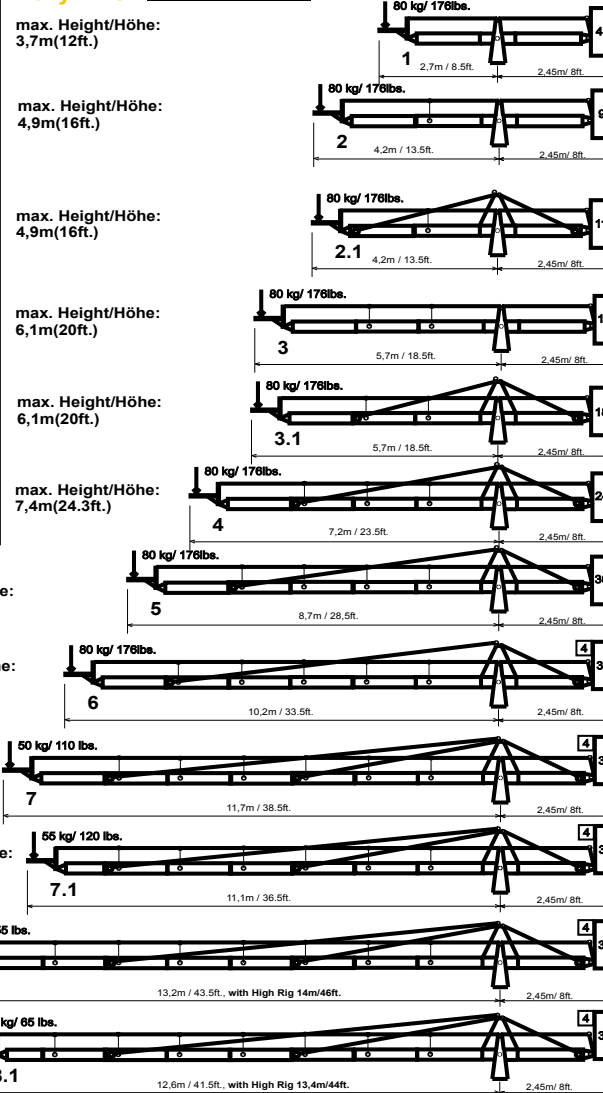 80 kg/ 176lbs.
max. Height/Höhe:
3,7m(12ft.)
1
2,7m / 8.5ft.
2,45m/ 8ft.
80 kg/ 176lbs.
max. Height/Höhe:
4,9m(16ft.)
2
4,2m / 13.5ft.
2,45m/ 8ft.
80 kg/ 176lbs.
max. Height/Höhe:
4,9m(16ft.)
2.1
4,2m / 13.5ft.
2,45m/ 8ft.
80 kg/ 176lbs.
max. Height/Höhe:
6,1m(20ft.)
3
5,7m / 18.5ft.
2,45m/ 8ft.
80 kg/ 176lbs.
max. Height/Höhe:
6,1m(20ft.)
3.1
5,7m / 18.5ft.
2,45m/ 8ft.
80 kg/ 176lbs.
max. Height/Höhe:
7,4m(24.3ft.)
4
7,2m / 23.5ft.
2,45m/ 8ft.
80 kg/ 176lbs.
5
8,7m / 28,5ft.
2,45m/ 8ft.
80 kg/ 176lbs.
4
6
10,2m / 33.5ft.
2,45m/ 8ft.
50 kg/ 110 lbs.
4
7
11,7m / 38.5ft.
2,45m/ 8ft.
55 kg/ 120 lbs.
4
7.1
11,1m / 36.5ft.
2,45m/ 8ft.
lbs.
4
13,2m / 43.5ft., with High Rig 14m/46ft.
2,45m/ 8ft.
kg/ 65 lbs.
4
.1
12,6m / 41.5ft., with High Rig 13,4m/44ft.
2,45m/ 8ft.